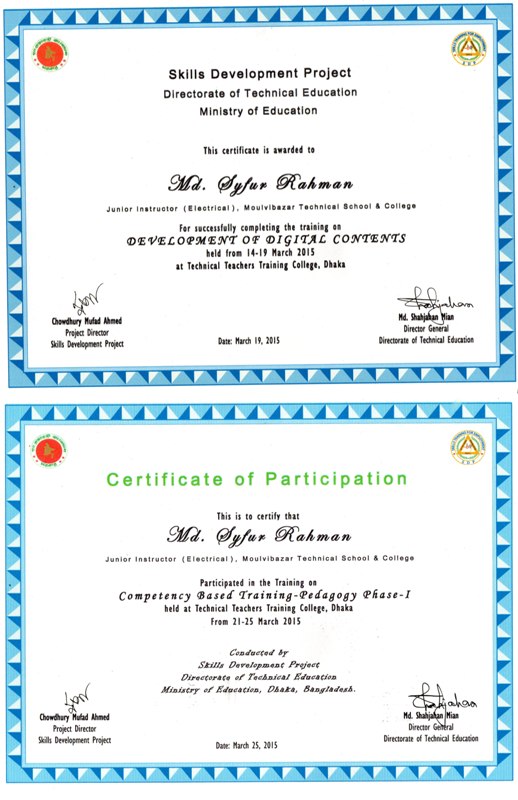 Skills Development Project
Directorate of Technical Education
Ministry of Education
This certificate is awarded to
Md. Syfur Rahman
Junior Instructor (Electrical), Moulvibazar Technical School & College
For successfully completing the training on
DEVELOPMENT OF DIGITAL CONTENTS
held from 14-19 March 2015
at Technical Teachers Training College, Dhaka
Chowdhury Mufad Ahmed
Project Director
Skills Development Project
Date: March 19, 2015
Md. Shahjahan Mian
Director General
Directorate of Technical Education
Certificate of Participation
This is to certify that
Md. Syfur Rahman
Junior Instructor (Electrical), Moulvibazar Technical School & College
Participated in the Training on
Competency Based Training-Pedagogy Phase-I
held at Technical Teachers Training College, Dhaka
From 21-25 March 2015
Conducted by
Skills Development Project
Directorate of Technical Education
Ministry of Education, Dhaka, Bangladesh.
Chowdhury Mufad Ahmed
Project Director
Skills Development Project
Date: March 25, 2015
Md. Shahjahan Mian
Director General
Directorate of Technical Education